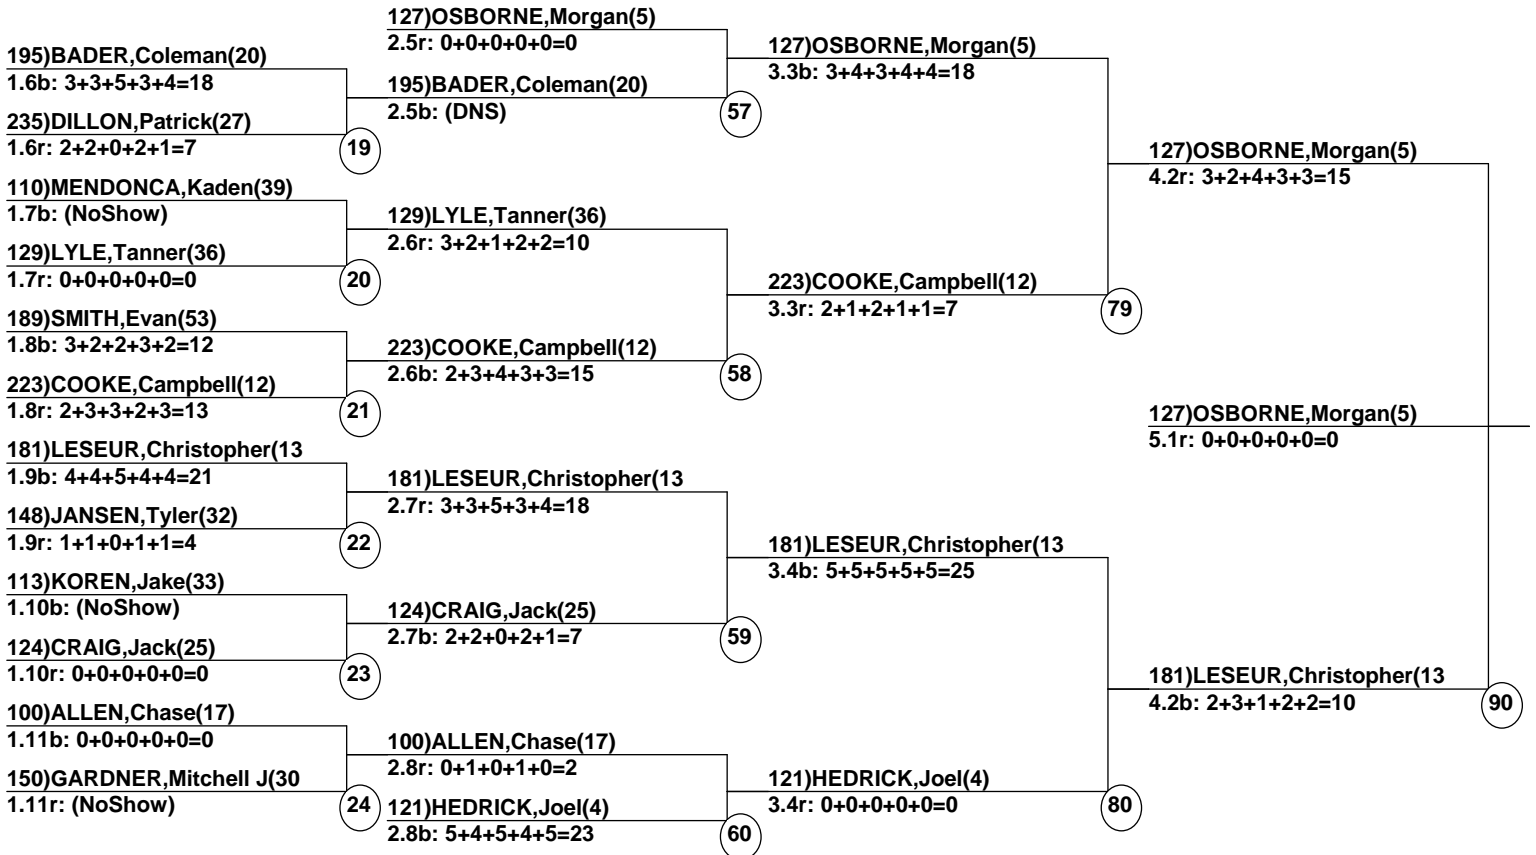 195)BADER,Coleman(20)
1.6b: 3+3+5+3+4=18
235)DILLON,Patrick(27)
1.6r: 2+2+0+2+1=7
19
110)MENDONCA,Kaden(39)
1.7b: (NoShow)
129)LYLE,Tanner(36)
1.7r: 0+0+0+0+0=0
20
189)SMITH,Evan(53)
1.8b: 3+2+2+3+2=12
223)COOKE,Campbell(12)
1.8r: 2+3+3+2+3=13
21
181)LESEUR,Christopher(13
1.9b: 4+4+5+4+4=21
148)JANSEN,Tyler(32)
1.9r: 1+1+0+1+1=4
22
113)KOREN,Jake(33)
1.10b: (NoShow)
124)CRAIG,Jack(25)
1.10r: 0+0+0+0+0=0
23
100)ALLEN,Chase(17)
1.11b: 0+0+0+0+0=0
150)GARDNER,Mitchell J(30
1.11r: (NoShow)
24
127)OSBORNE,Morgan(5)
2.5r: 0+0+0+0+0=0
195)BADER,Coleman(20)
2.5b: (DNS)
57
129)LYLE,Tanner(36)
2.6r: 3+2+1+2+2=10
223)COOKE,Campbell(12)
2.6b: 2+3+4+3+3=15
58
181)LESEUR,Christopher(13
2.7r: 3+3+5+3+4=18
124)CRAIG,Jack(25)
2.7b: 2+2+0+2+1=7
59
100)ALLEN,Chase(17)
2.8r: 0+1+0+1+0=2
121)HEDRICK,Joel(4)
2.8b: 5+4+5+4+5=23
60
127)OSBORNE,Morgan(5)
3.3b: 3+4+3+4+4=18
223)COOKE,Campbell(12)
3.3r: 2+1+2+1+1=7
79
181)LESEUR,Christopher(13
3.4b: 5+5+5+5+5=25
121)HEDRICK,Joel(4)
3.4r: 0+0+0+0+0=0
80
127)OSBORNE,Morgan(5)
4.2r: 3+2+4+3+3=15
181)LESEUR,Christopher(13
4.2b: 2+3+1+2+2=10
90
127)OSBORNE,Morgan(5)
5.1r: 0+0+0+0+0=0